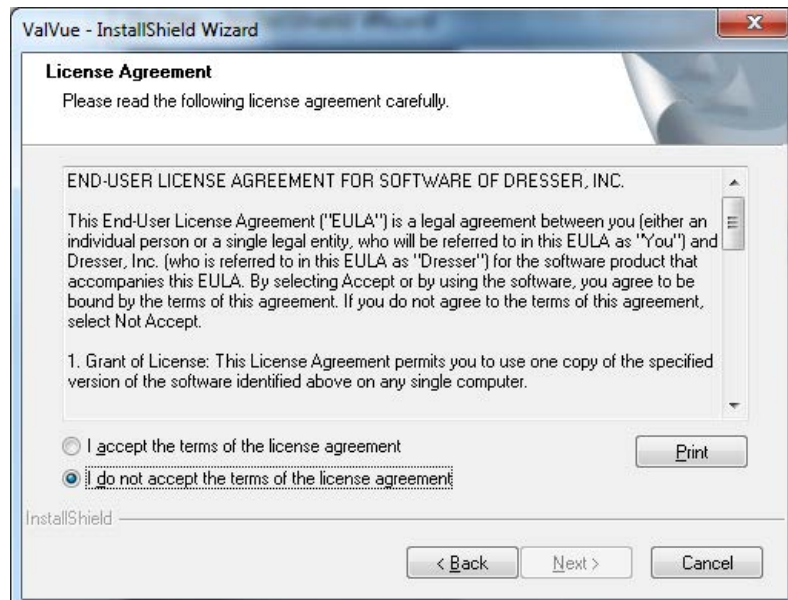 ValVue - InstallShield Wizard
License Agreement
Please read the following license agreement carefully.
END-USER LICENSE AGREEMENT FOR SOFTWARE OF DRESSER, INC.
This End-User License Agreement ("EULA") is a legal agreement between you (either an
individual person or a single legal entity, who will be referred to in this EULA as "You") and
Dresser, Inc. (who is referred to in this EULA as "Dresser") for the software product that
accompanies this EULA. By selecting Accept or by using the software, you agree to be
bound by the terms of this agreement. If you do not agree to the terms of this agreement,
select Not Accept.
1. Grant of License: This License Agreement permits you to use one copy of the specified
version of the software identified above on any single computer.
I accept the terms of the license agreement
Print
I do not accept the terms of the license agreement
InstallShield
< Back Next > Cancel